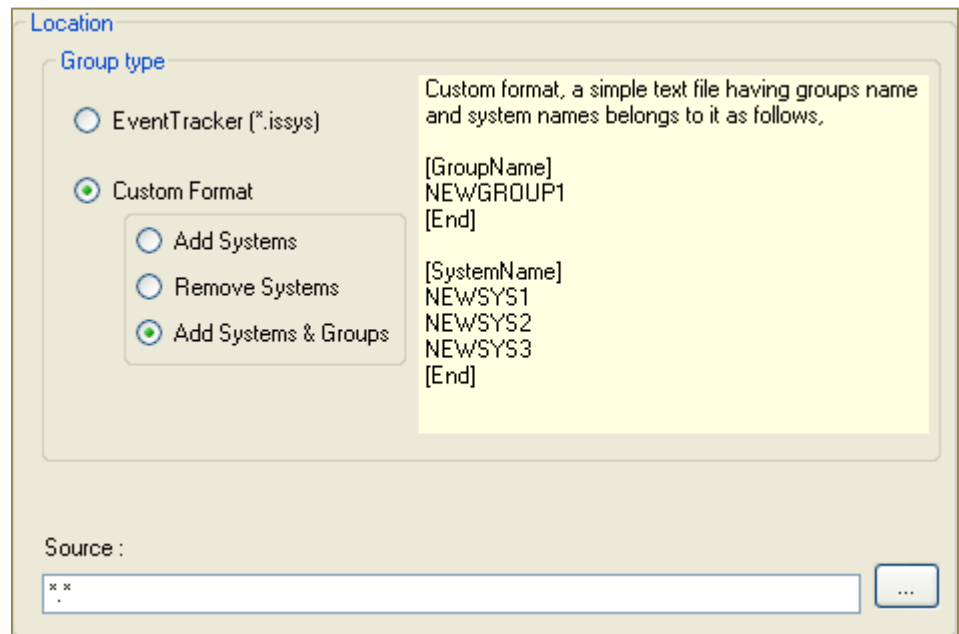 Location
Group type
EventTracker (*.issys)
Custom Format
Add Systems
Remove Systems
Add Systems & Groups
Custom format, a simple text file having groups name
and system names belongs to it as follows,
[GroupName]
NEWGROUP1
[End]
[SystemName]
NEWSYS1
NEWSYS2
NEWSYS3
[End]
Source :
*.*
...